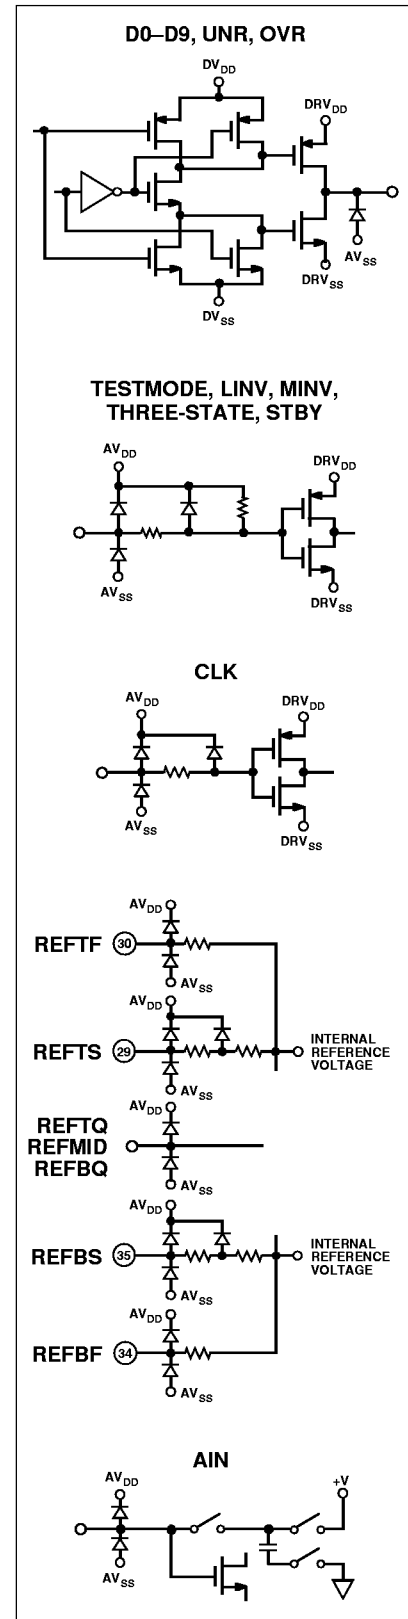 D0–D9, UNR, OVR
DVDD
DRVDD
AVSS
DRVSS
DVSS
TESTMODE, LINV, MINV,
THREE-STATE, STBY
AVDD
DRVDD
AVSS
DRVSS
CLK
AVDD
DRVDD
AVSS
DRVSS
AVDD
REFTF 30
AVSS
AVDD
REFTS 29
INTERNAL
REFERENCE
VOLTAGE
AVSS
AVDD
REFTQ
REFMID
REFBQ
AVSS
AVDD
REFBS 35
INTERNAL
REFERENCE
VOLTAGE
AVSS
AVDD
REFBF 34
AVSS
AIN
AVDD
+V
AVSS